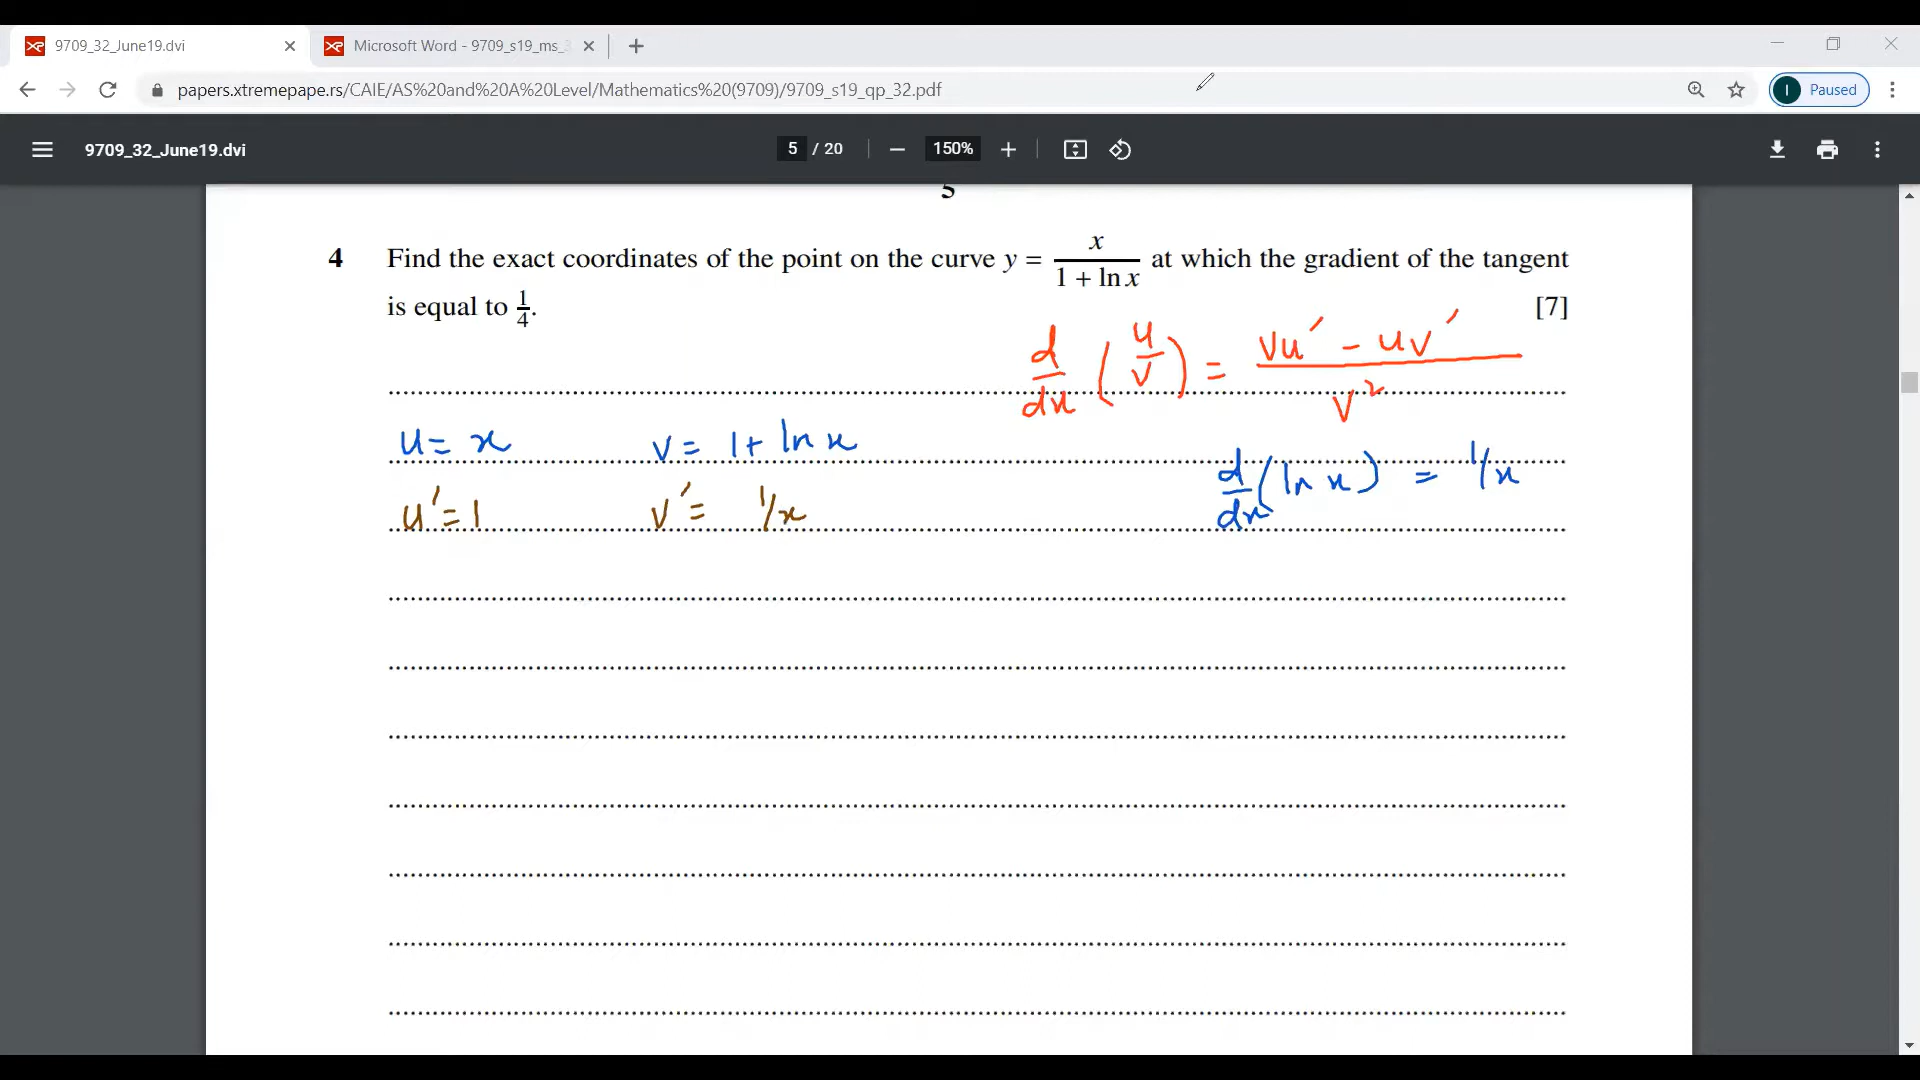 9709_32_June19.dvi
Microsoft Word - 9709_s19_ms_3
papers.xtremepape.rs/CAIE/AS%20and%20A%20Level/Mathematics%20(9709)/9709_s19_qp_32.pdf
I Paused
9709_32_June19.dvi
5 / 20
150%
5
4 Find the exact coordinates of the point on the curve y = x/(1 + ln x) at which the gradient of the tangent
is equal to 1/4. [7]
d/dx (u/v) = (vu′ − uv′)/v²
u = x v = 1 + ln x
d/dx (ln x) = 1/x
u′ = 1 v′ = 1/x